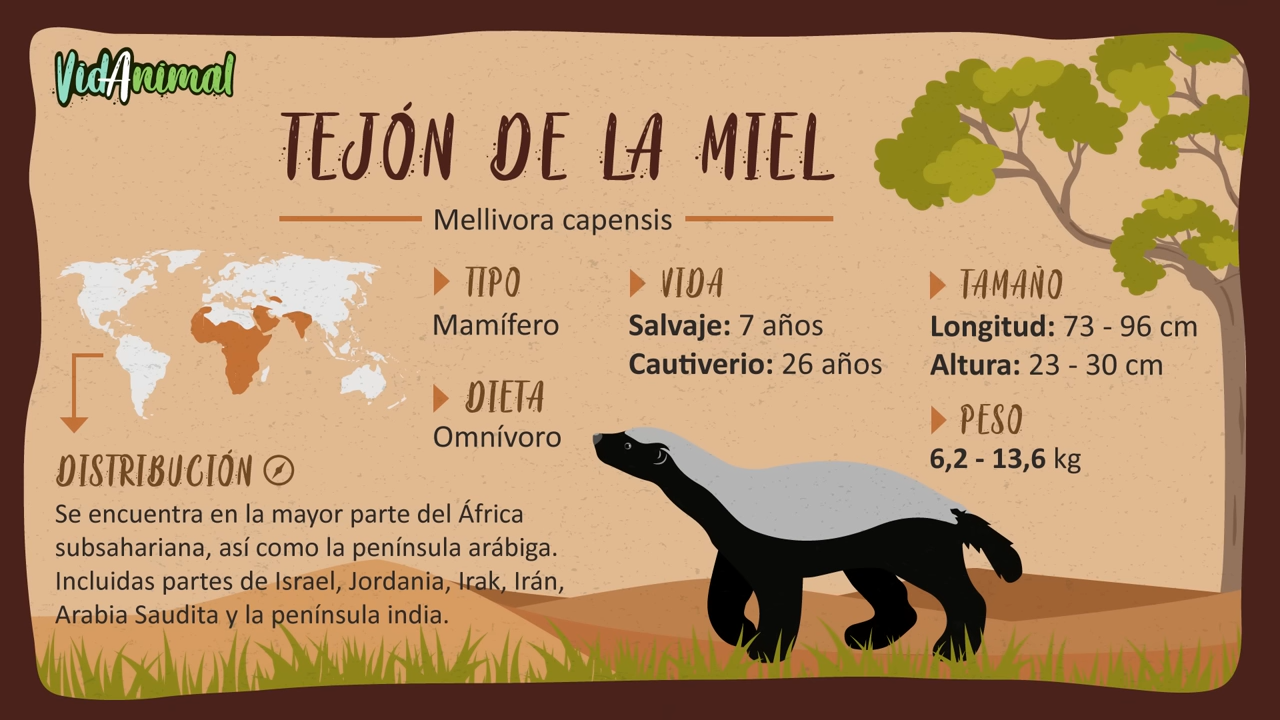 VidAnimal
TEJÓN DE LA MIEL
Mellivora capensis
TIPO
Mamífero
DIETA
Omnívoro
VIDA
Salvaje: 7 años
Cautiverio: 26 años
TAMAÑO
Longitud: 73 - 96 cm
Altura: 23 - 30 cm
PESO
6,2 - 13,6 kg
DISTRIBUCIÓN
Se encuentra en la mayor parte del África
subsahariana, así como la península arábiga.
Incluidas partes de Israel, Jordania, Irak, Irán,
Arabia Saudita y la península india.